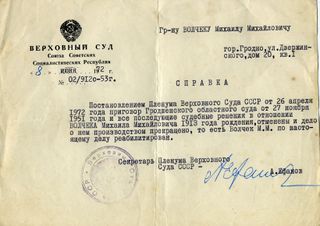 ВЕРХОВНЫЙ СУД
Союза Советских
Социалистических Республик
8. июня 1972
№ 02/9120-53г.
Гр-ну ВОЛЧЕКУ Михаилу Михайловичу
гор.Гродно,ул.Дзержин-
ского,дом 20, кв.1
СПРАВКА
Постановлением Пленума Верховного Суда СССР от 26 апреля
1972 года приговор Гродненского областного суда от 27 ноября
1951 года и все последующие судебные решения в отношении
ВОЛЧЕКА Михаила Михайловича 1913 года рождения,отменены и дело
о нем производством прекращено, то есть Волчек М.М. по насто-
ящему делу реабилитирован.
Секретарь Пленума Верховного
Суда СССР -
А.Ефанов